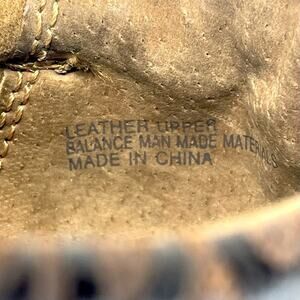 LEATHER UPPER
BALANCE MAN MADE MATERIALS
MADE IN CHINA